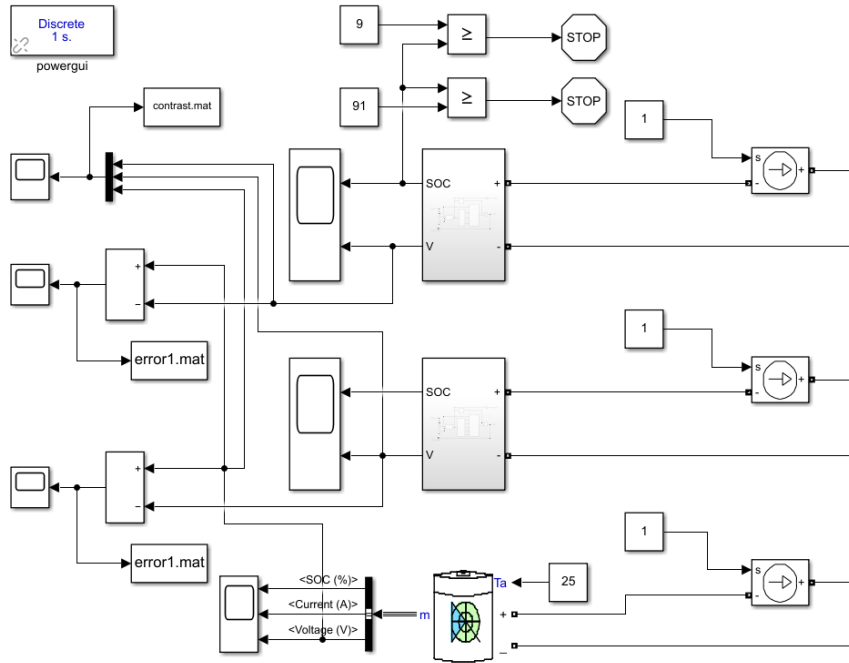 Discrete
1 s.
powergui
9
≥
STOP
contrast.mat
91
≥
STOP
1
s
- +
SOC +
V -
+
−
error1.mat
1
s
- +
SOC +
V -
+
−
error1.mat
1
s
- +
<SOC (%)>
<Current (A)>
<Voltage (V)>
m
Ta
25
+
−